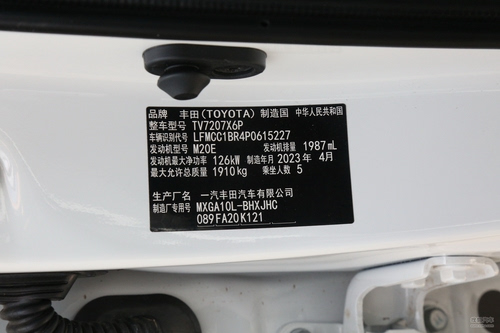 品牌 丰田(TOYOTA) 制造国 中华人民共和国
整车型号 TV7207X6P
车辆识别代号 LFMCC1BR4P0615227
发动机型号 M20E 发动机排量 1987mL
发动机最大净功率 126kW 制造年月 2023年 4月
最大允许总质量 1910kg 乘坐人数 5
生产厂名 一汽丰田汽车有限公司
制造厂专用号 MXGA10L-BHXJHC
089FA20K121